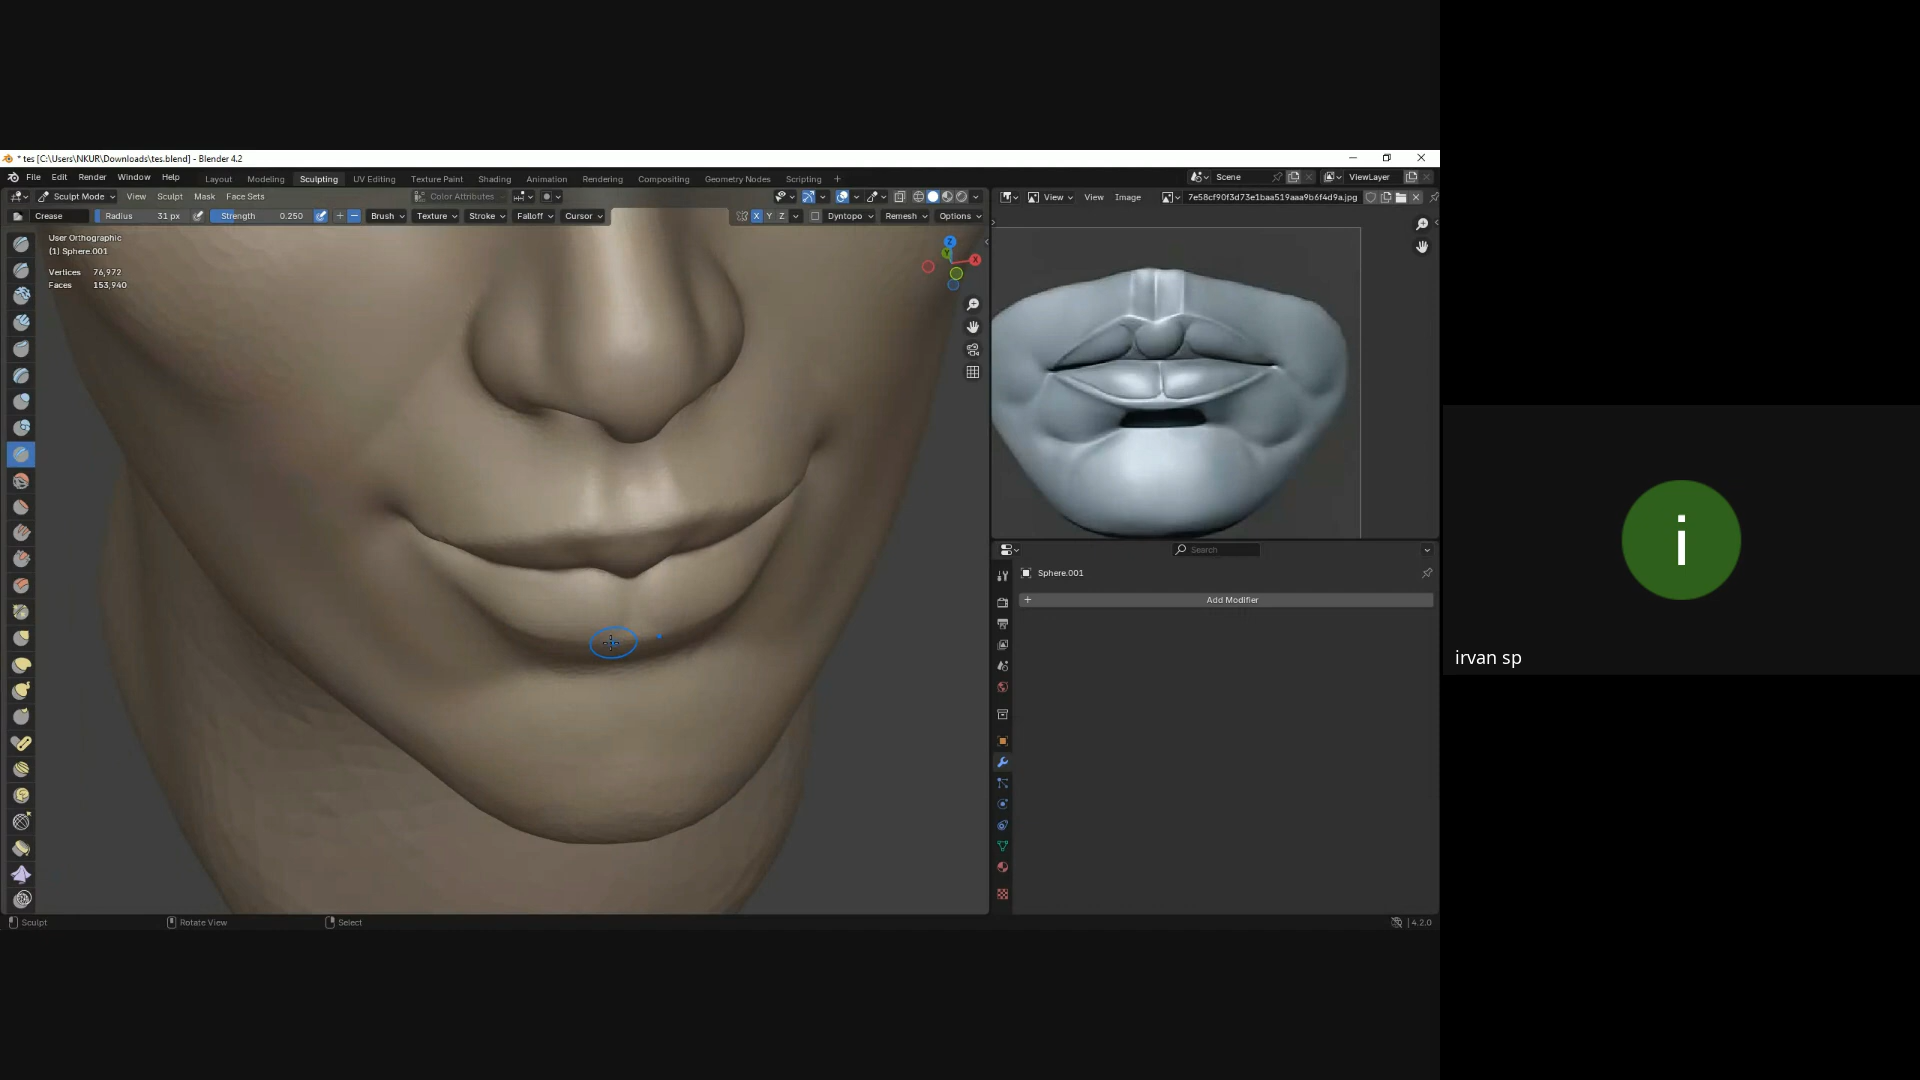 * tes [C:\Users\NKUR\Downloads\tes.blend] - Blender 4.2
File Edit Render Window Help Layout Modeling Sculpting UV Editing Texture Paint Shading Animation Rendering Compositing Geometry Nodes Scripting + Scene ViewLayer
Sculpt Mode View Sculpt Mask Face Sets Color Attributes View View Image 7e58cf90f3d73e1baa519aaa9b6f4d9a.jpg
Crease Radius 31 px Strength 0.250 Brush Texture Stroke Falloff Cursor X Y Z Dyntopo Remesh Options
User Orthographic
(1) Sphere.001
Vertices 76,972
Faces 153,940
Z
Y
X
Search
Sphere.001
+ Add Modifier
i
irvan sp
Sculpt Rotate View Select 4.2.0